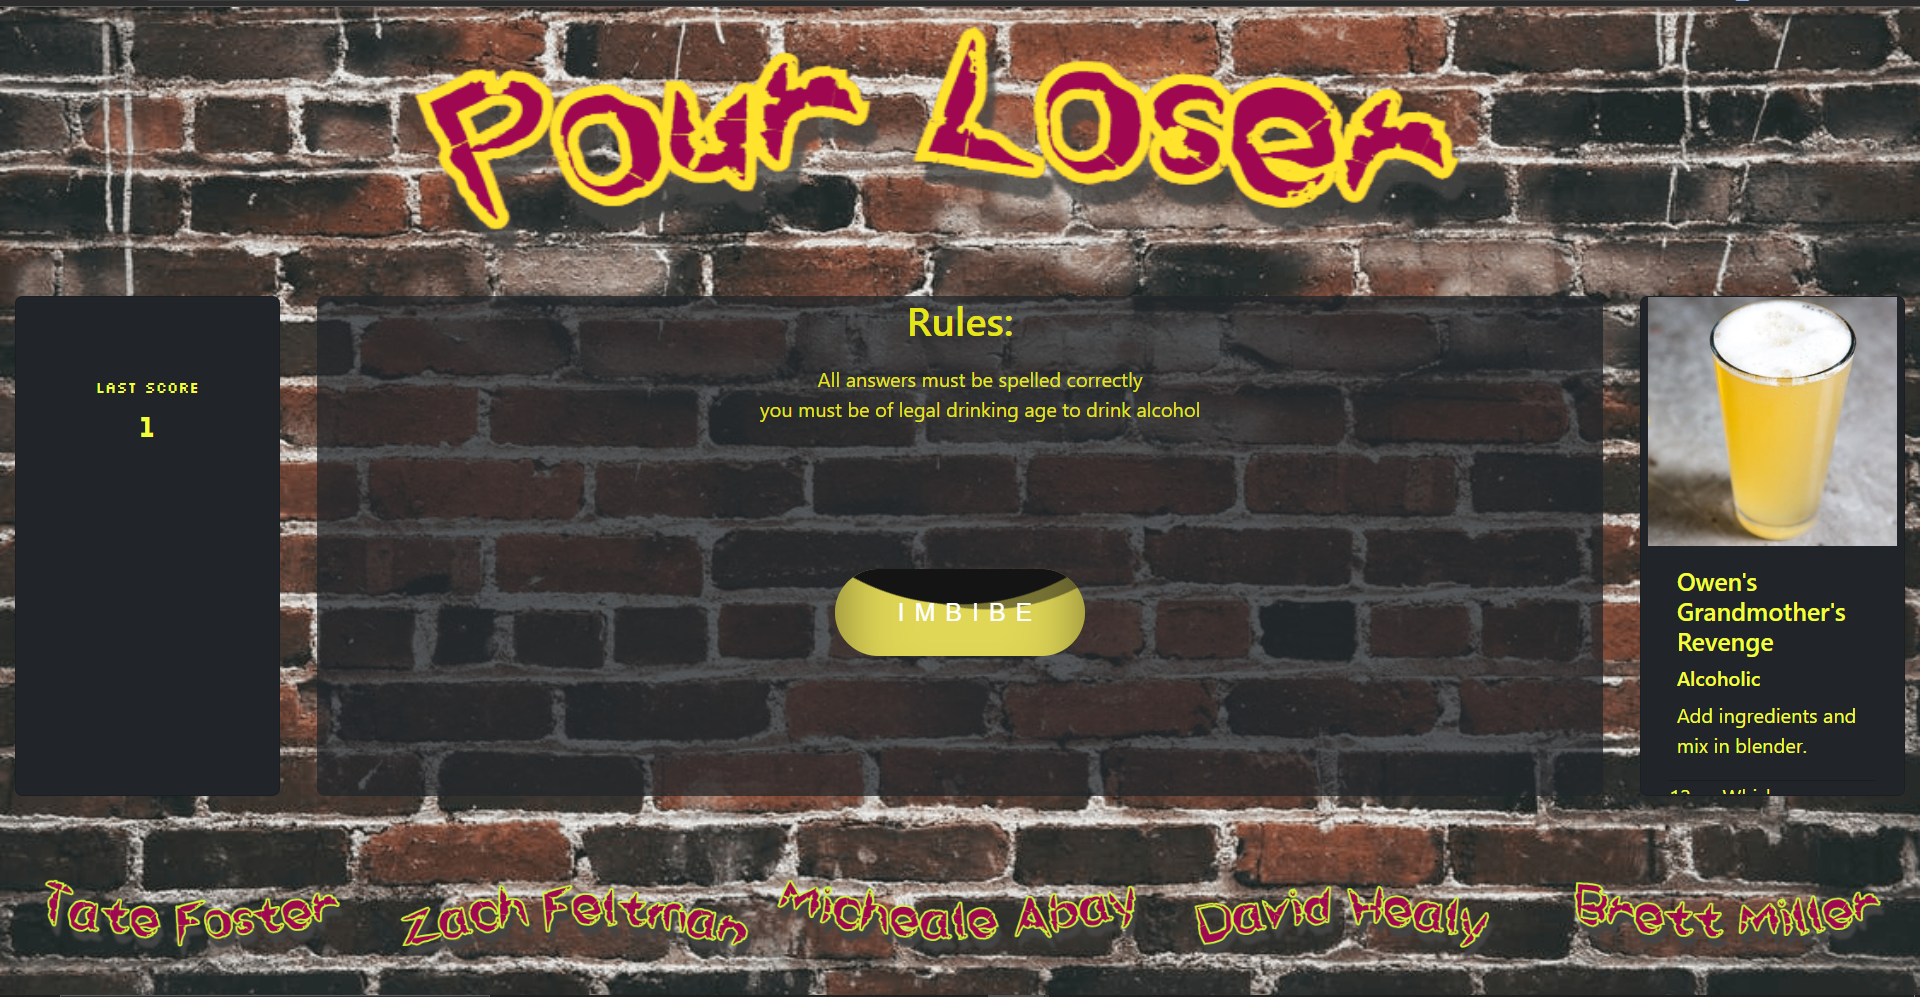 Pour Loser
LAST SCORE
1
Rules:
All answers must be spelled correctly
you must be of legal drinking age to drink alcohol
IMBIBE
Owen's
Grandmother's
Revenge
Alcoholic
Add ingredients and
mix in blender.
Tate Foster
Zach Feltman
Micheale Abay
David Healy
Brett Miller